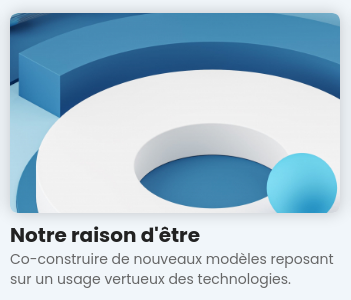 Notre raison d'être
Co-construire de nouveaux modèles reposant
sur un usage vertueux des technologies.